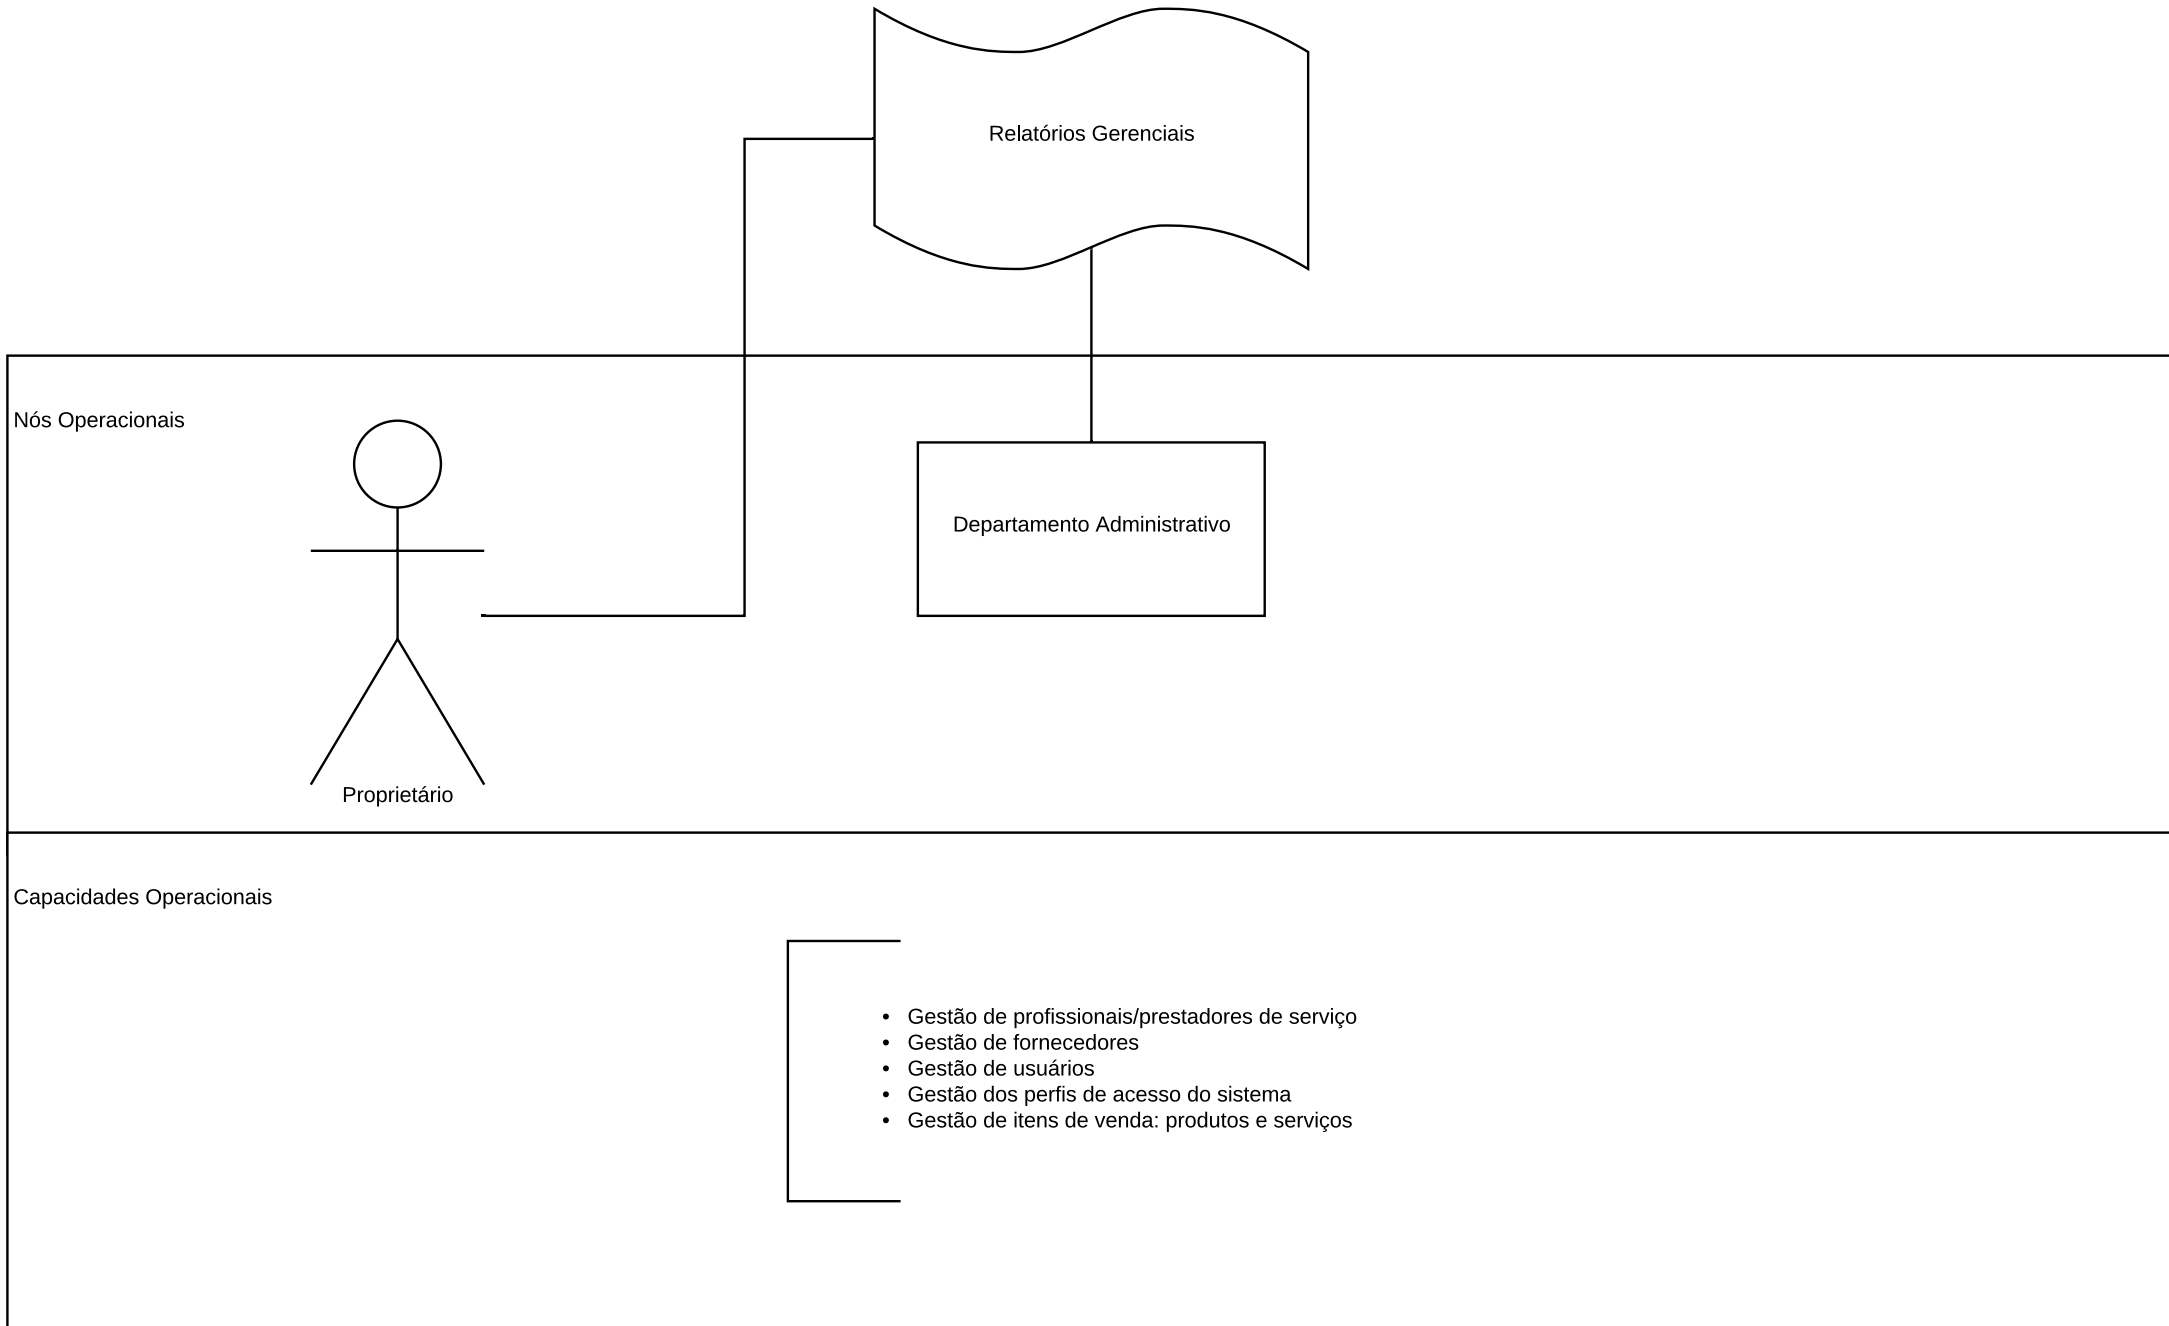 Relatórios Gerenciais
Nós Operacionais
Departamento Administrativo
Proprietário
Capacidades Operacionais
• Gestão de profissionais/prestadores de serviço
• Gestão de fornecedores
• Gestão de usuários
• Gestão dos perfis de acesso do sistema
• Gestão de itens de venda: produtos e serviços